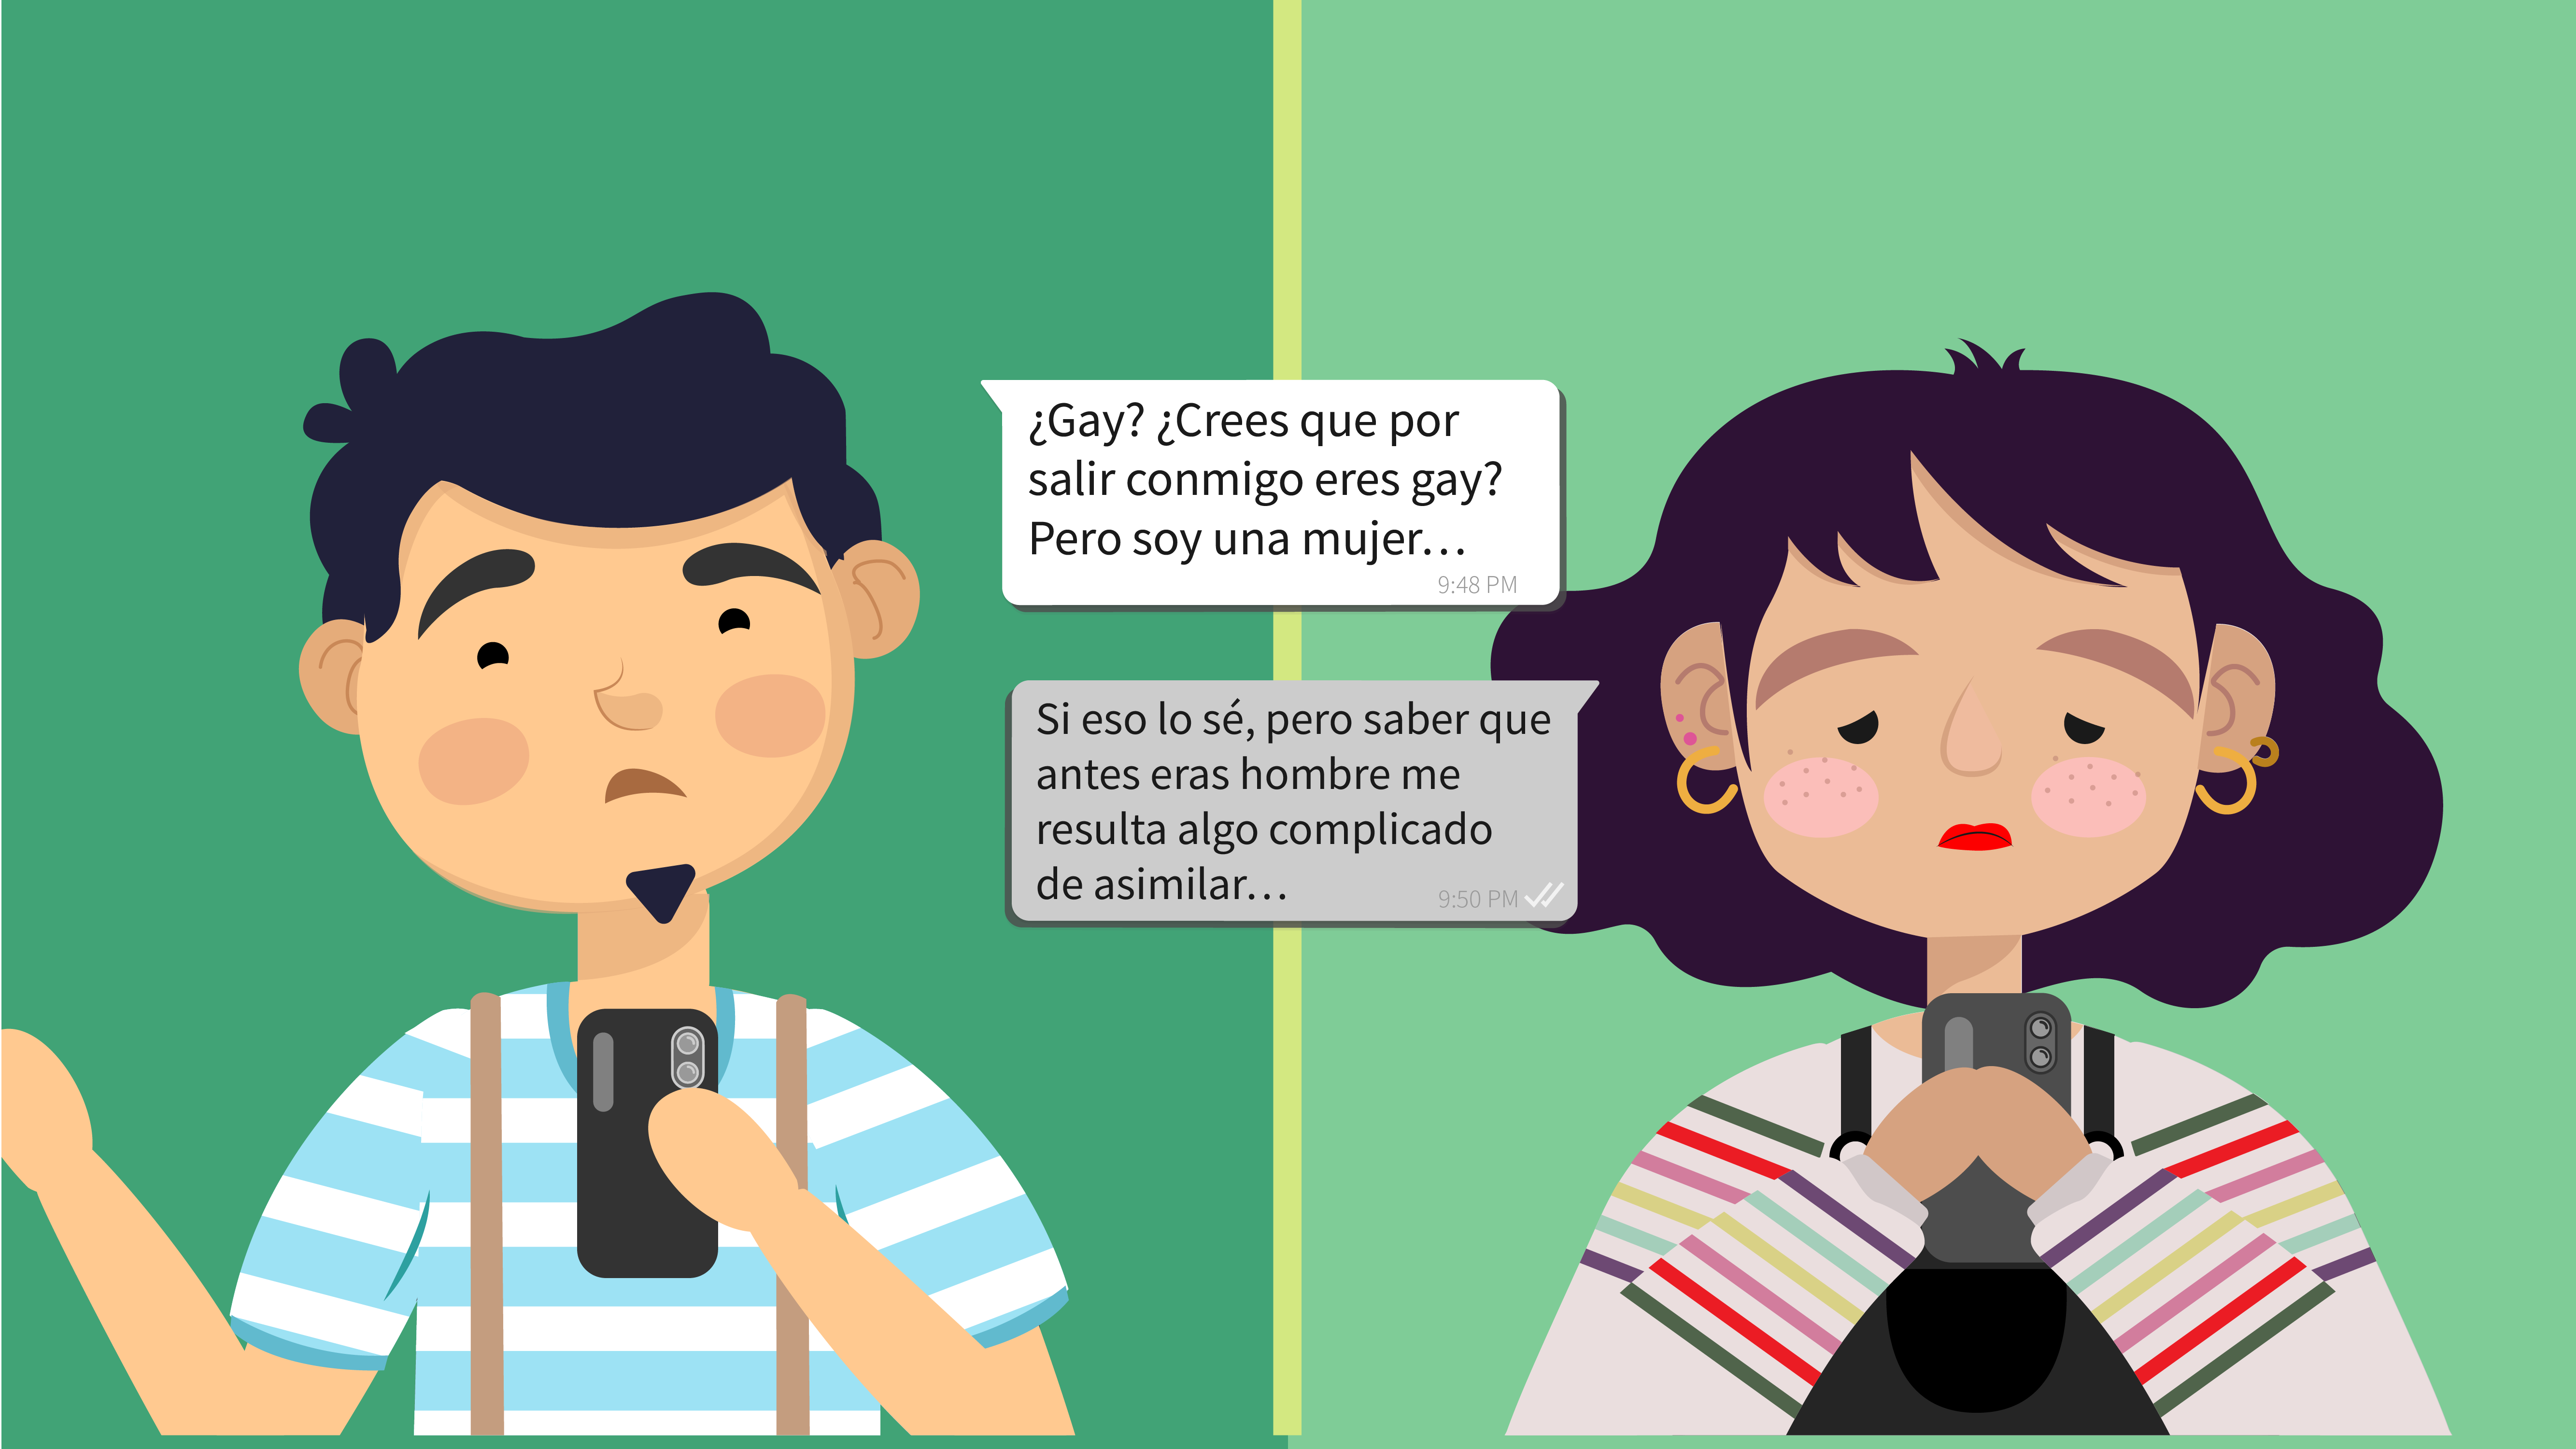 ¿Gay? ¿Crees que por
salir conmigo eres gay?
Pero soy una mujer...
9:48 PM
Si eso lo sé, pero saber que
antes eras hombre me
resulta algo complicado
de asimilar...
9:50 PM